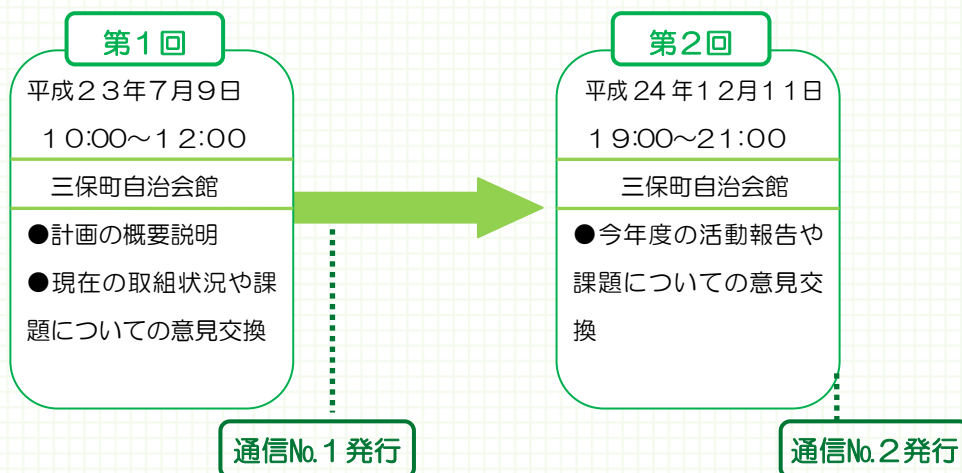 第1回
平成23年7月9日
10:00～12:00
三保町自治会館
●計画の概要説明
●現在の取組状況や課
題についての意見交換
通信№1発行
第2回
平成24年12月11日
19:00～21:00
三保町自治会館
●今年度の活動報告や
課題についての意見交
換
通信№2発行